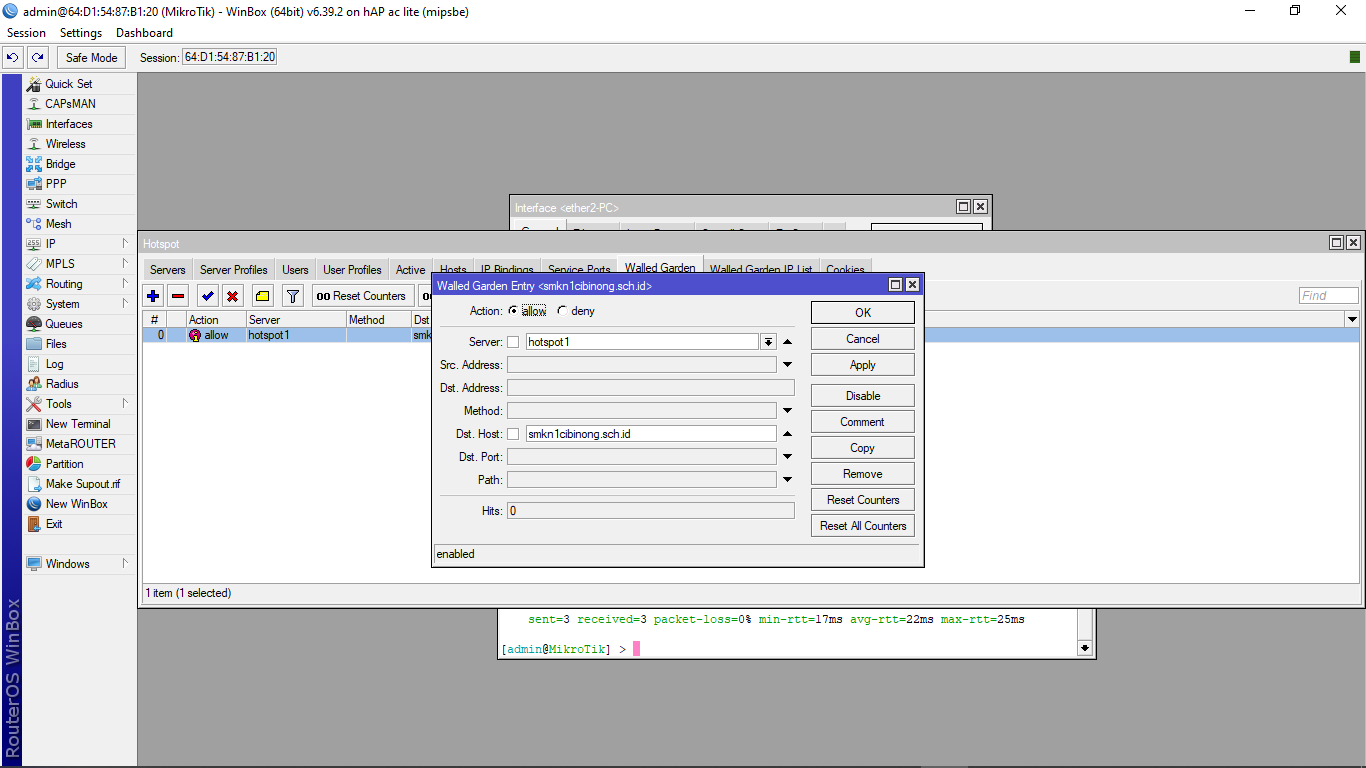 admin@64:D1:54:87:B1:20 (MikroTik) - WinBox (64bit) v6.39.2 on hAP ac lite (mipsbe)
Session Settings Dashboard
Safe Mode Session: 64:D1:54:87:B1:20
Quick Set
CAPsMAN
Interfaces
Wireless
Bridge
PPP
Switch
Mesh
IP
MPLS
Routing
System
Queues
Files
Log
Radius
Tools
New Terminal
MetaROUTER
Partition
Make Supout.rif
New WinBox
Exit
Windows
RouterOS WinBox
Interface <ether2-PC>
Hotspot
Servers Server Profiles Users User Profiles Active Hosts IP Bindings Service Ports Walled Garden Walled Garden IP List Cookies
00 Reset Counters 00
Find
# Action Server Method Dst
0 allow hotspot1 smk
1 item (1 selected)
Walled Garden Entry <smkn1cibinong.sch.id>
Action: allow deny
Server: hotspot1
Src. Address:
Dst. Address:
Method:
Dst. Host: smkn1cibinong.sch.id
Dst. Port:
Path:
Hits: 0
enabled
OK
Cancel
Apply
Disable
Comment
Copy
Remove
Reset Counters
Reset All Counters
sent=3 received=3 packet-loss=0% min-rtt=17ms avg-rtt=22ms max-rtt=25ms
[admin@MikroTik] >